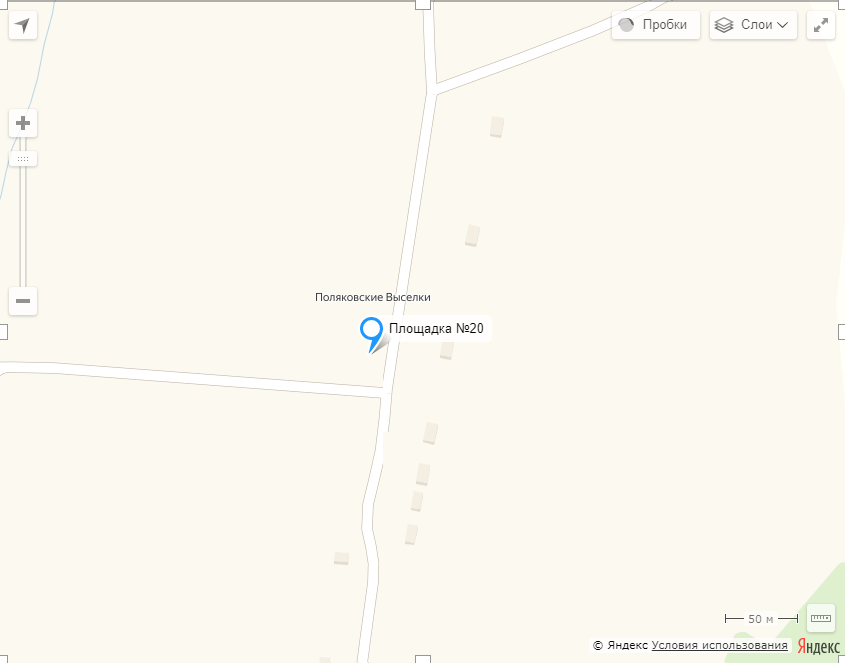 Пробки
Слои
Поляковские Выселки
Площадка №20
50 м
© Яндекс Условия использования
Яндекс